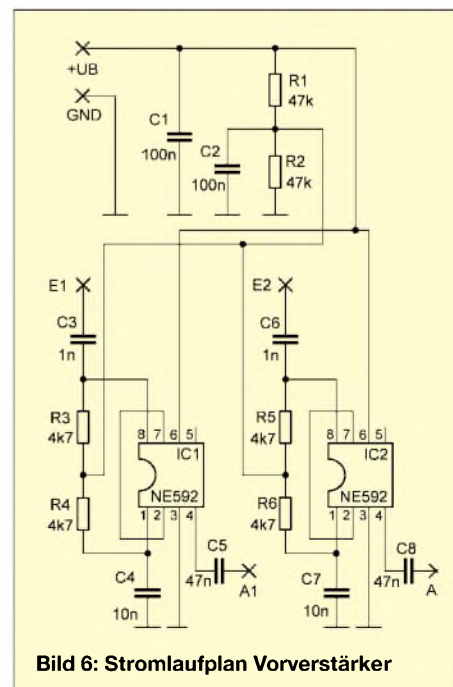 +UB
GND
R1
47k
C1
100n
C2
100n
R2
47k
E1
E2
C3
1n
C6
1n
R3
4k7
8 7 6 5
IC1
R5
4k7
8 7 6 5
IC2
R4
4k7
NE592
1 2 3 4
R6
4k7
NE592
1 2 3 4
C4
10n
C5
47n
A1
C7
10n
C8
47n
A
Bild 6: Stromlaufplan Vorverstärker